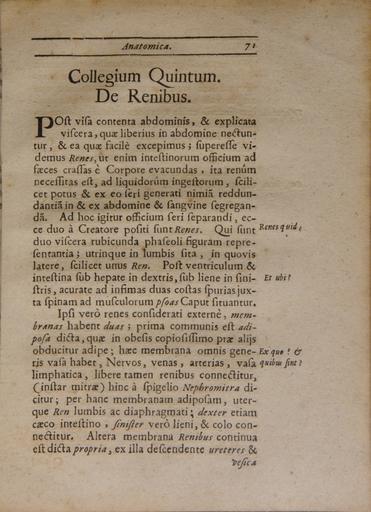 Anatomica. 71
Collegium Quintum.
De Renibus.
POst visa contenta abdominis, & explicata
viscera, quæ liberius in abdomine nectun-
tur, & ea quæ facilè excepimus; superesse vi-
demus Renes, ut enim intestinorum officium ad
fæces crassas è Corpore evacundas, ita renúm
necessitas est, ad liquidorúm ingestorum, scili-
cet potus & ex eo seri generati nimiâ reddun-
dantiâ in & ex abdomine & sangvine segregan-
dâ. Ad hoc igitur officium seri separandi, ec-
ce duo à Creatore positi sunt Renes. Qui sunt
Renes quid?
duo viscera rubicunda phaseoli figuram repræ-
sentantia; utrinque in lumbis sita, in quovis
latere, scilicet unus Ren. Post ventriculum &
intestina sub hepate in dextris, sub liene in sini-
Et ubi?
stris, acurate ad infimas duas costas spurias jux-
ta spinam ad musculorum psoas Caput situantur.
Ipsi verò renes considerati externè, mem-
branas habent duas; prima communis est adi-
posa dicta, quæ in obesis copiosissimo præ alijs
obducitur adipe; hæc membrana omnis gene-
Ex quo? &
ris vasa habet, Nervos, venas, arterias, vasa
quibus sint?
limphatica, libere tamen renibus connectitur,
(instar mitræ) hinc à spigelio Nephromitra di-
citur; per hanc membranam adiposam, uter-
que Ren lumbis ac diaphragmati; dexter etiam
cæco intestino, sinister verò lieni, & colo con-
nectitur. Altera membrana Renibus continua
est dicta propria, ex illa descendente ureteres &
vesica